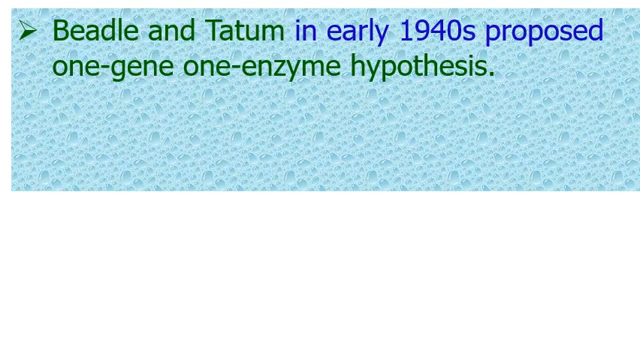 ➢ Beadle and Tatum in early 1940s proposed
one-gene one-enzyme hypothesis.